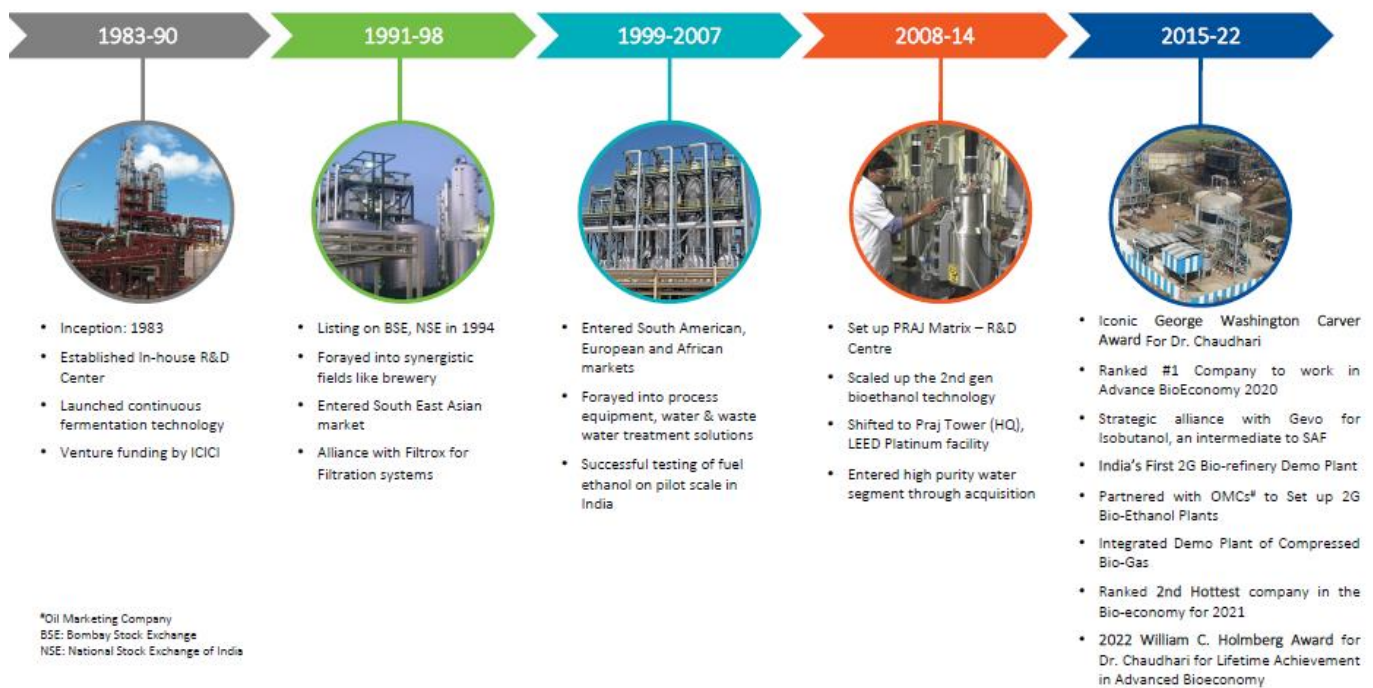 1983-90
1991-98
1999-2007
2008-14
2015-22
• Inception: 1983
• Established In-house R&D
Center
• Launched continuous
fermentation technology
• Venture funding by ICICI
• Listing on BSE, NSE in 1994
• Forayed into synergistic
fields like brewery
• Entered South East Asian
market
• Alliance with Filtrox for
Filtration systems
• Entered South American,
European and African
markets
• Forayed into process
equipment, water & waste
water treatment solutions
• Successful testing of fuel
ethanol on pilot scale in
India
• Set up PRAJ Matrix – R&D
Centre
• Scaled up the 2nd gen
bioethanol technology
• Shifted to Praj Tower (HQ),
LEED Platinum facility
• Entered high purity water
segment through acquisition
• Iconic George Washington Carver
Award For Dr. Chaudhari
• Ranked #1 Company to work in
Advance BioEconomy 2020
• Strategic alliance with Gevo for
Isobutanol, an intermediate to SAF
• India's First 2G Bio-refinery Demo Plant
• Partnered with OMCs# to Set up 2G
Bio-Ethanol Plants
• Integrated Demo Plant of Compressed
Bio-Gas
• Ranked 2nd Hottest company in the
Bio-economy for 2021
• 2022 William C. Holmberg Award for
Dr. Chaudhari for Lifetime Achievement
in Advanced Bioeconomy
#Oil Marketing Company
BSE: Bombay Stock Exchange
NSE: National Stock Exchange of India